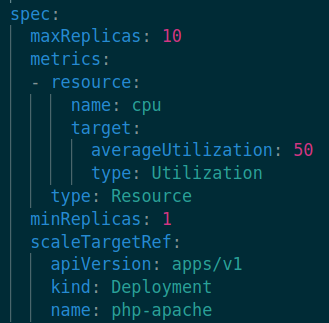 spec:
  maxReplicas: 10
  metrics:
  - resource:
      name: cpu
      target:
        averageUtilization: 50
        type: Utilization
    type: Resource
  minReplicas: 1
  scaleTargetRef:
    apiVersion: apps/v1
    kind: Deployment
    name: php-apache